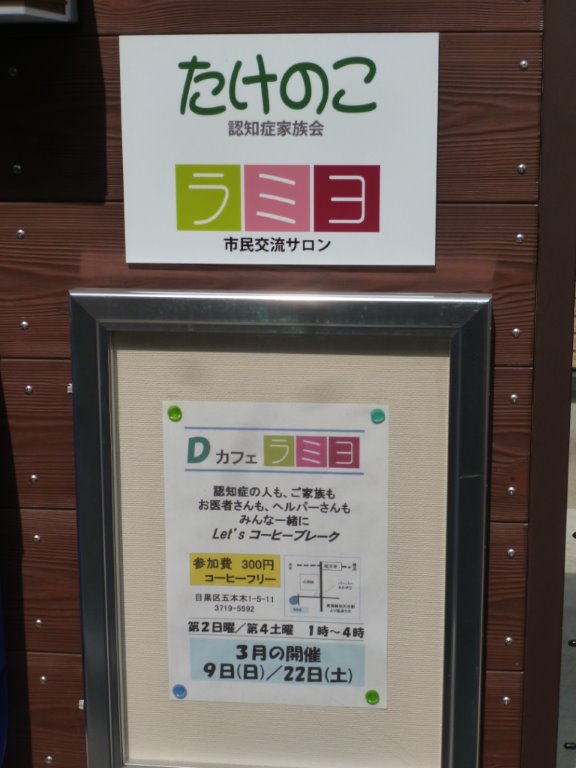 たけのこ
認知症家族会
ラミヨ
市民交流サロン
Dカフェ ラミヨ
認知症の人も、ご家族も
お医者さんも、ヘルパーさんも
みんな一緒に
Let's コーヒーブレーク
参加費 300円
コーヒーフリー
目黒区五本木1-5-11
3719-5592
第2日曜/第4土曜 1時~4時
3月の開催
9日(日)/22日(土)